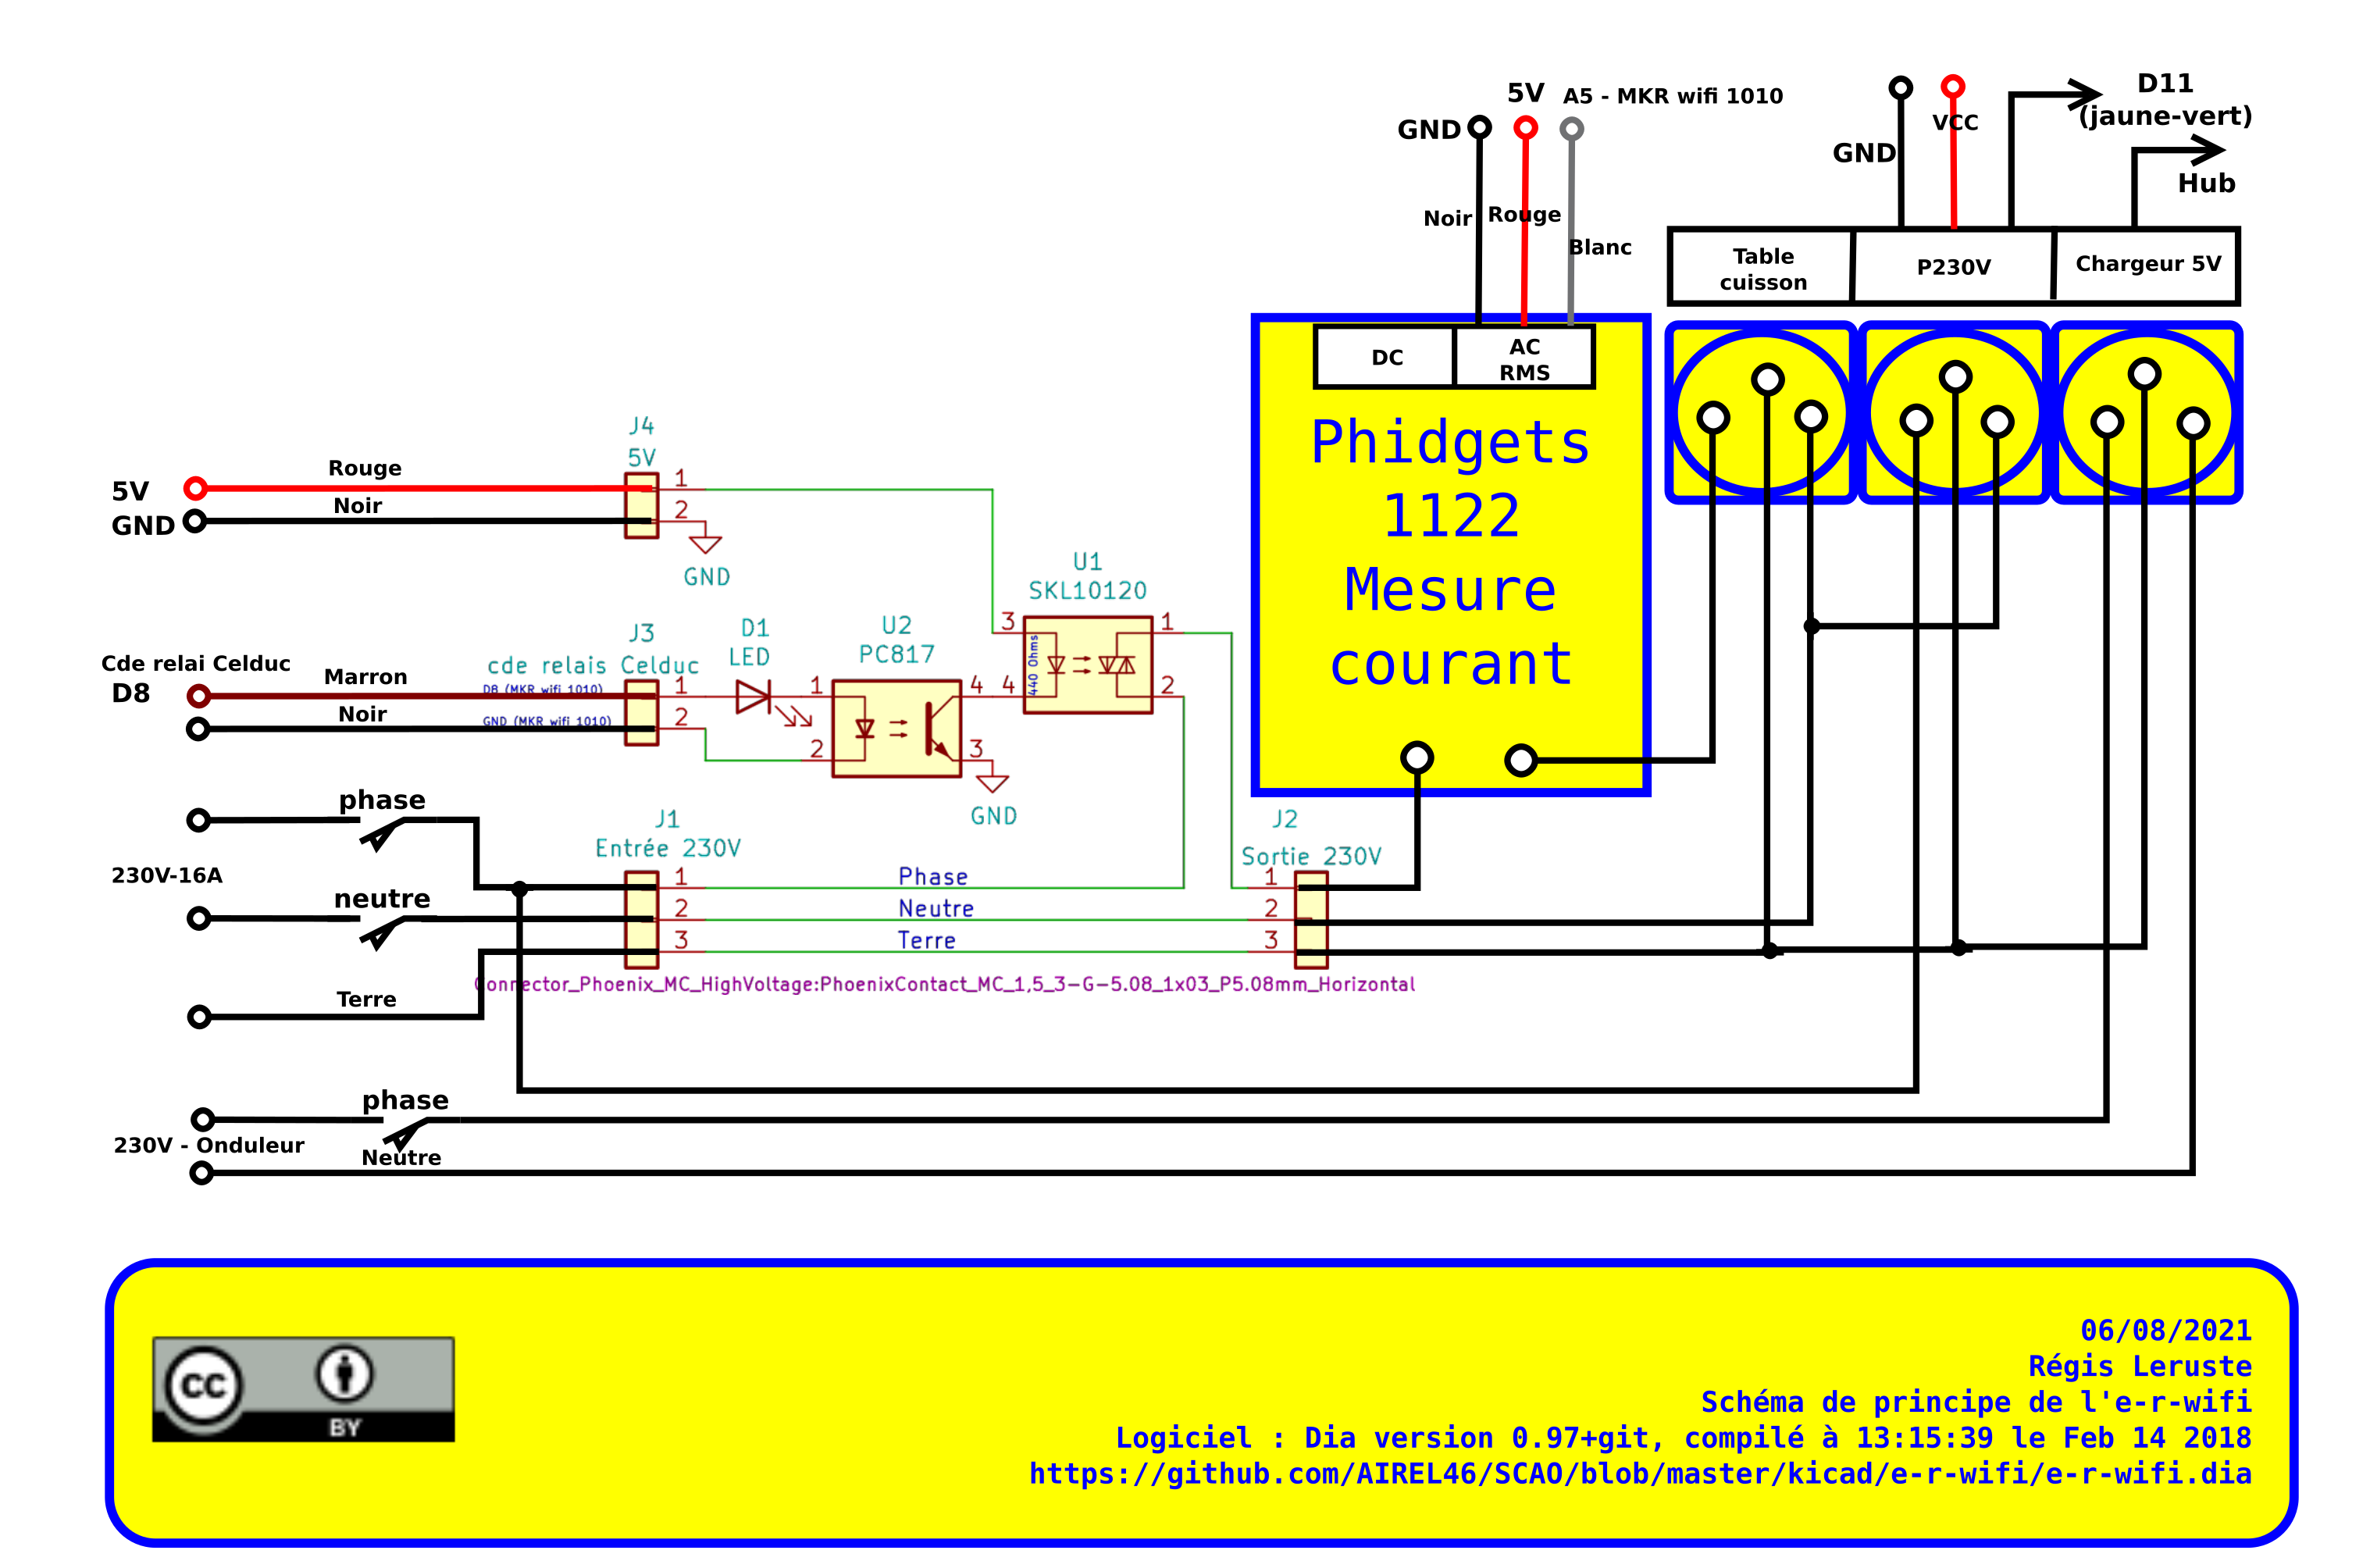 5V
A5 - MKR wifi 1010
GND
D11
(jaune-vert)
VCC
GND
Hub
Noir
Rouge
Blanc
Table
cuisson
P230V
Chargeur 5V
DC
AC
RMS
Phidgets
1122
Mesure
courant
J4
5V
Rouge
5V
1
Noir
2
GND
GND
U1
SKL10120
3
1
440 Ohms
4
2
J3
cde relais Celduc
D1
LED
U2
PC817
Cde relai Celduc
D8
Marron
D8 (MKR wifi 1010)
1
1
4
Noir
GND (MKR wifi 1010)
2
2
3
GND
phase
J1
Entrée 230V
J2
Sortie 230V
230V-16A
1
Phase
1
neutre
2
Neutre
2
3
Terre
3
Connector_Phoenix_MC_HighVoltage:PhoenixContact_MC_1,5_3-G-5.08_1x03_P5.08mm_Horizontal
Terre
phase
230V - Onduleur
Neutre
06/08/2021
Régis Leruste
Schéma de principe de l'e-r-wifi
Logiciel : Dia version 0.97+git, compilé à 13:15:39 le Feb 14 2018
https://github.com/AIREL46/SCAO/blob/master/kicad/e-r-wifi/e-r-wifi.dia
CC
BY